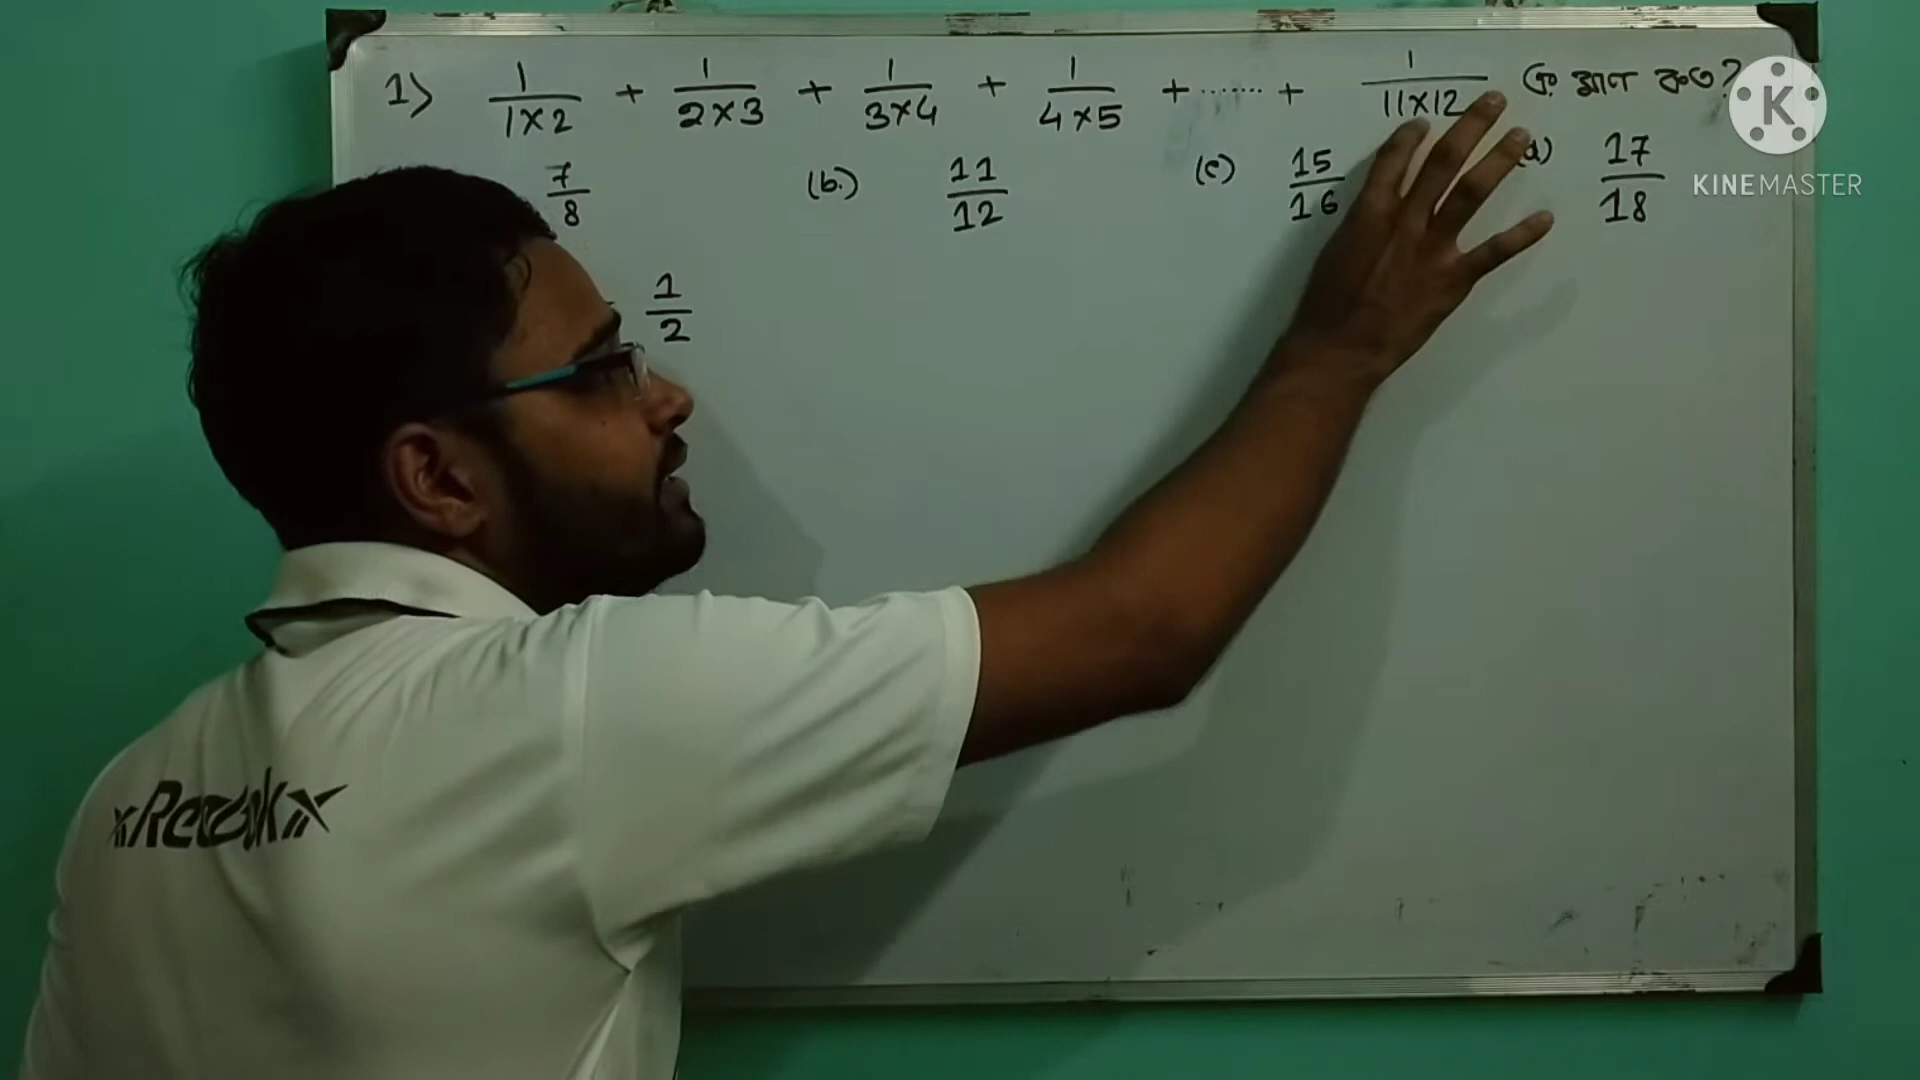 1> 1/1×2 + 1/2×3 + 1/3×4 + 1/4×5 +......+ 1/11×12 এর মান কত?
7/8 (b.) 11/12 (c) 15/16 (d) 17/18
1/2
K
KINEMASTER
Reebok